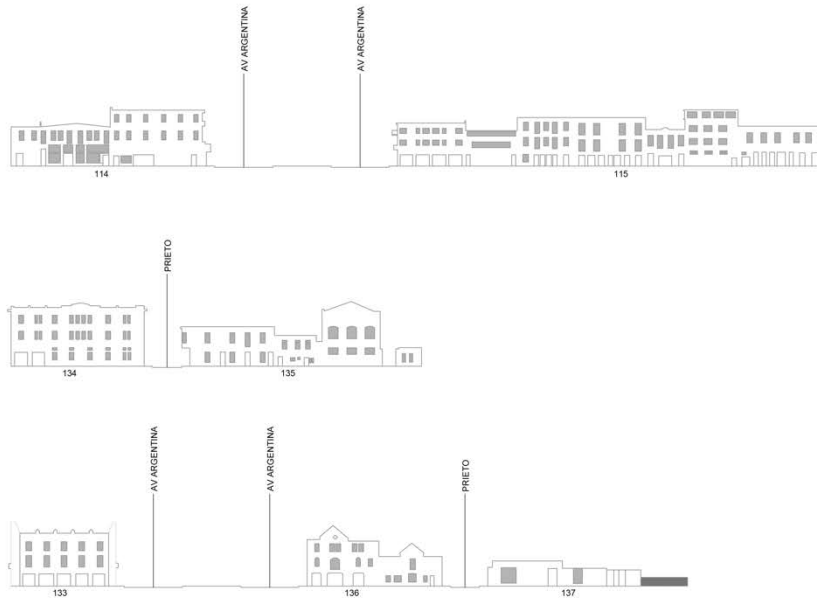 AV ARGENTINA
AV ARGENTINA
114
115
PRIETO
134
135
AV ARGENTINA
AV ARGENTINA
PRIETO
133
136
137